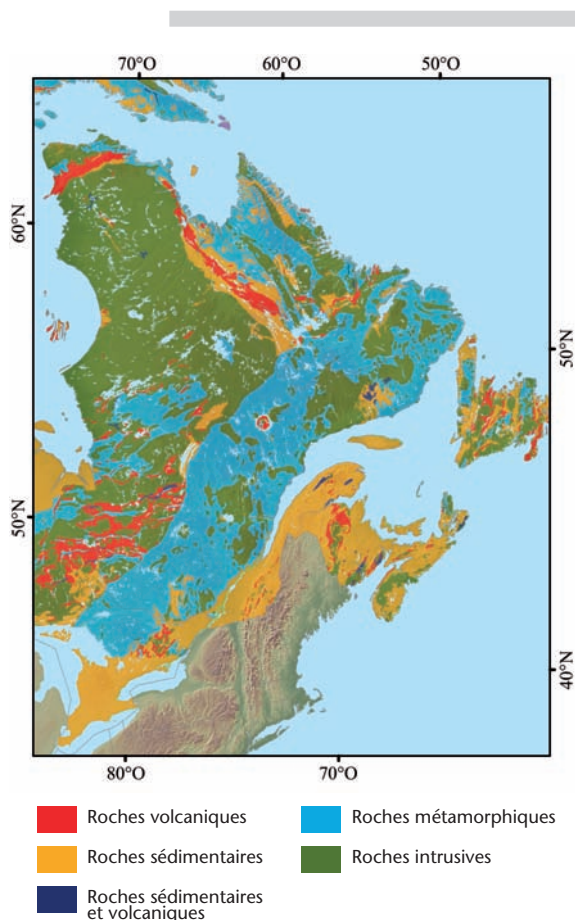 70°O 60°O 50°O
60°N
50°N
50°N
40°N
80°O 70°O
Roches volcaniques
Roches métamorphiques
Roches sédimentaires
Roches intrusives
Roches sédimentaires
et volcaniques